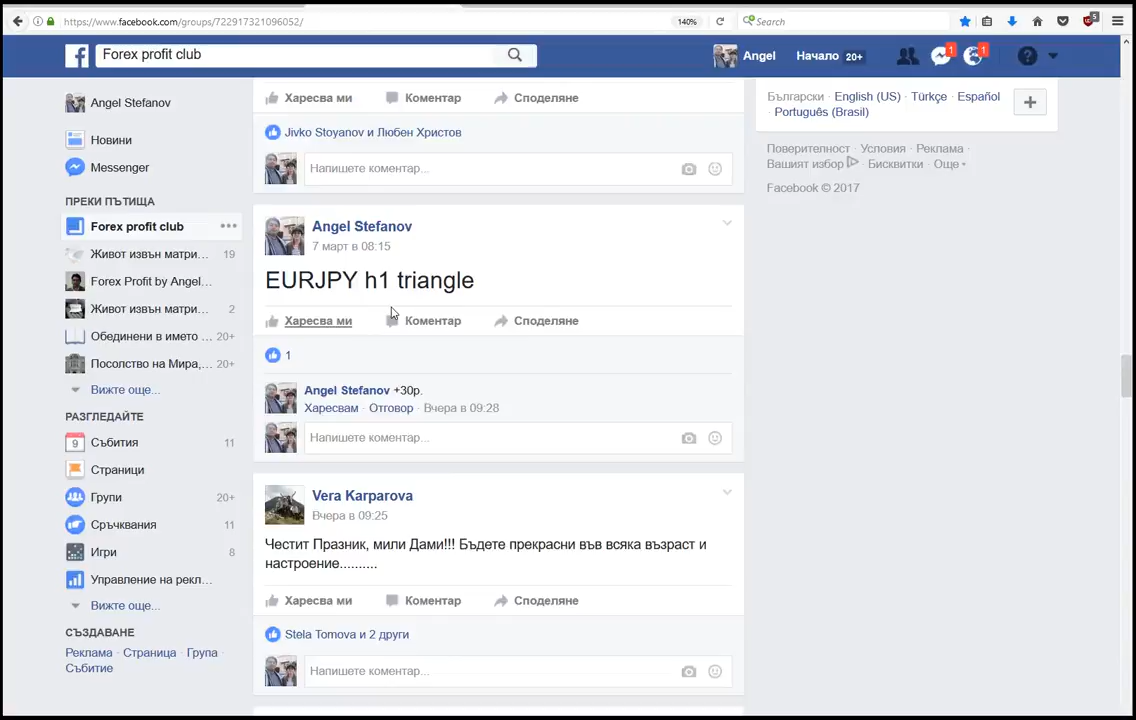 https://www.facebook.com/groups/722917321096052/
140%
Search
5
Forex profit club
Angel
Начало 20+
1
1
Angel Stefanov
Новини
Messenger
ПРЕКИ ПЪТИЩА
Forex profit club
Живот извън матри... 19
Forex Profit by Angel...
Живот извън матри... 2
Обединени в името ... 20+
Посолство на Мира,... 20+
Вижте още...
РАЗГЛЕДАЙТЕ
9 Събития 11
Страници
Групи 20+
Сръчквания 11
Игри 8
Управление на рекл...
Вижте още...
СЪЗДАВАНЕ
Реклама · Страница · Група ·
Събитие
Харесва ми Коментар Споделяне
Jivko Stoyanov и Любен Христов
Напишете коментар...
Angel Stefanov
7 март в 08:15
EURJPY h1 triangle
Харесва ми Коментар Споделяне
1
Angel Stefanov +30p.
Харесвам · Отговор · Вчера в 09:28
Напишете коментар...
Vera Karparova
Вчера в 09:25
Честит Празник, мили Дами!!! Бъдете прекрасни във всяка възраст и
настроение..........
Харесва ми Коментар Споделяне
Stela Tomova и 2 други
Напишете коментар...
Български · English (US) · Türkçe · Español
· Português (Brasil)
Поверителност · Условия · Реклама ·
Вашият избор · Бисквитки · Още
Facebook © 2017